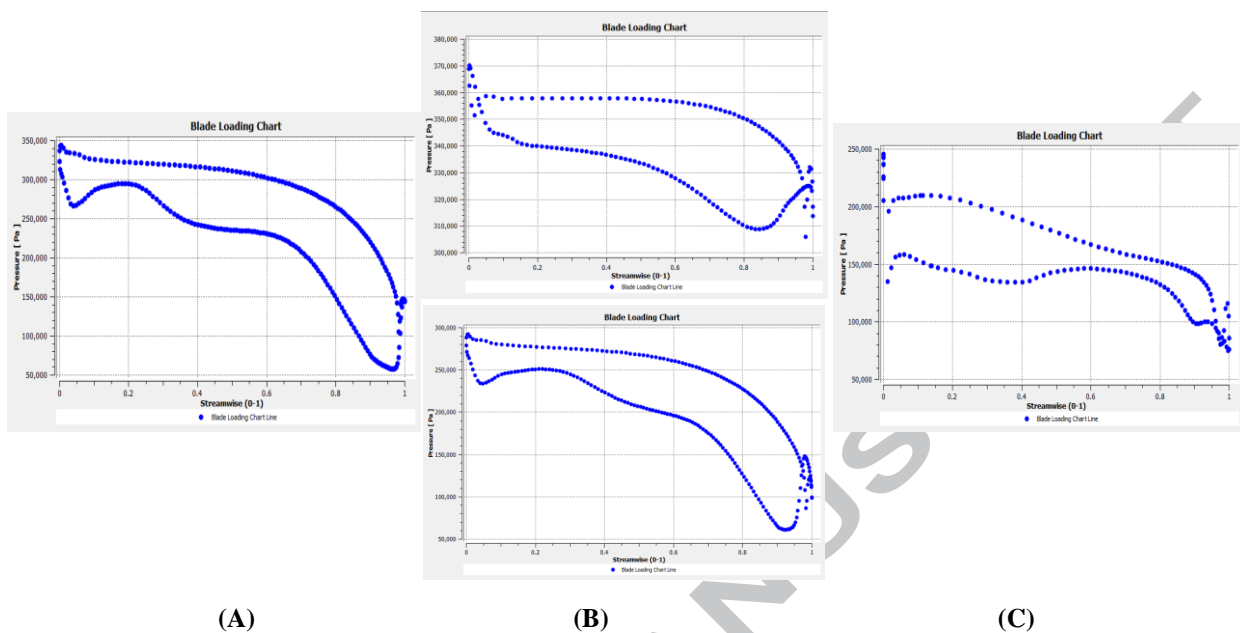 Blade Loading Chart
380,000
370,000
360,000
350,000
340,000
330,000
320,000
310,000
300,000
Pressure [ Pa ]
0 0.2 0.4 0.6 0.8 1
Streamwise (0-1)
Blade Loading Chart Line
Blade Loading Chart
350,000
300,000
250,000
200,000
150,000
100,000
50,000
Pressure [ Pa ]
0 0.2 0.4 0.6 0.8 1
Streamwise (0-1)
Blade Loading Chart Line
Blade Loading Chart
300,000
250,000
200,000
150,000
100,000
50,000
Pressure [ Pa ]
0 0.2 0.4 0.6 0.8 1
Streamwise (0-1)
Blade Loading Chart Line
Blade Loading Chart
250,000
200,000
150,000
100,000
50,000
Pressure [ Pa ]
0 0.2 0.4 0.6 0.8 1
Streamwise (0-1)
Blade Loading Chart Line
(A) (B) (C)